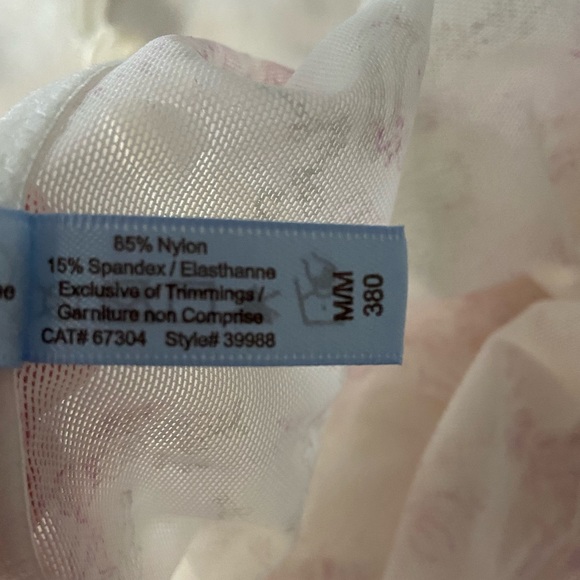 85% Nylon
15% Spandex / Elasthanne
Exclusive of Trimmings /
Garniture non Comprise
CAT# 67304 Style# 39988
M/M
380